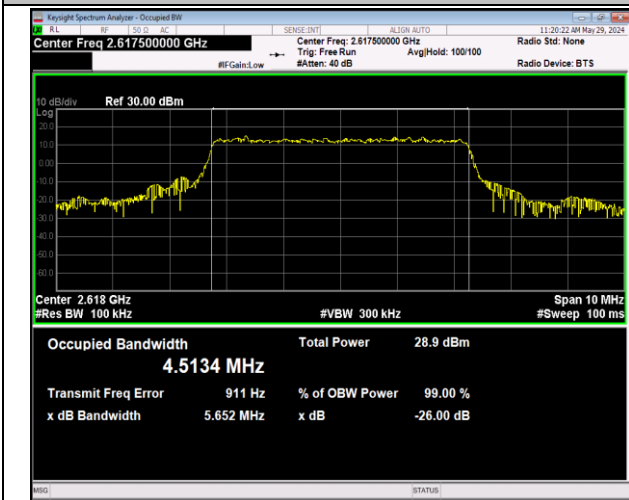 Keysight Spectrum Analyzer - Occupied BW
RL RF 50 Ω AC SENSE:INT ALIGN AUTO 11:20:22 AM May 29, 2024
Center Freq 2.617500000 GHz Center Freq: 2.617500000 GHz Radio Std: None
Trig: Free Run Avg|Hold: 100/100
#IFGain:Low #Atten: 40 dB Radio Device: BTS
10 dB/div Ref 30.00 dBm
Log
20.0
10.0
0.00
-10.0
-20.0
-30.0
-40.0
-50.0
-60.0
Center 2.618 GHz Span 10 MHz
#Res BW 100 kHz #VBW 300 kHz #Sweep 100 ms
Occupied Bandwidth Total Power 28.9 dBm
4.5134 MHz
Transmit Freq Error 911 Hz % of OBW Power 99.00 %
x dB Bandwidth 5.652 MHz x dB -26.00 dB
MSG STATUS